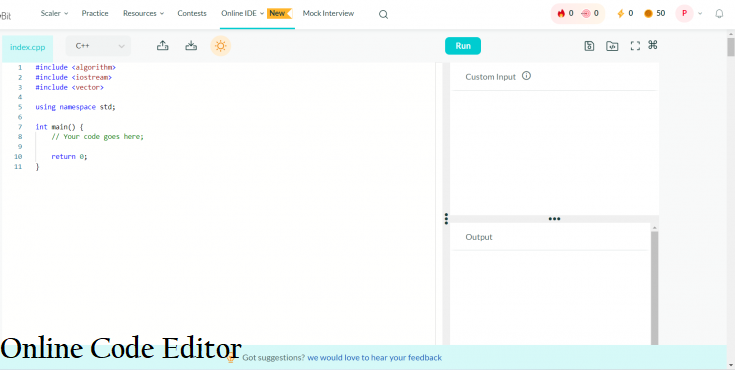 Bit Scaler Practice Resources Contests Online IDE New Mock Interview 0 0 0 50 P
index.cpp C++ Run
1 #include <algorithm>
2 #include <iostream>
3 #include <vector>
4
5 using namespace std;
6
7 int main() {
8 // Your code goes here;
9
10 return 0;
11 }
Custom Input
Output
Online Code Editor
Got suggestions? we would love to hear your feedback